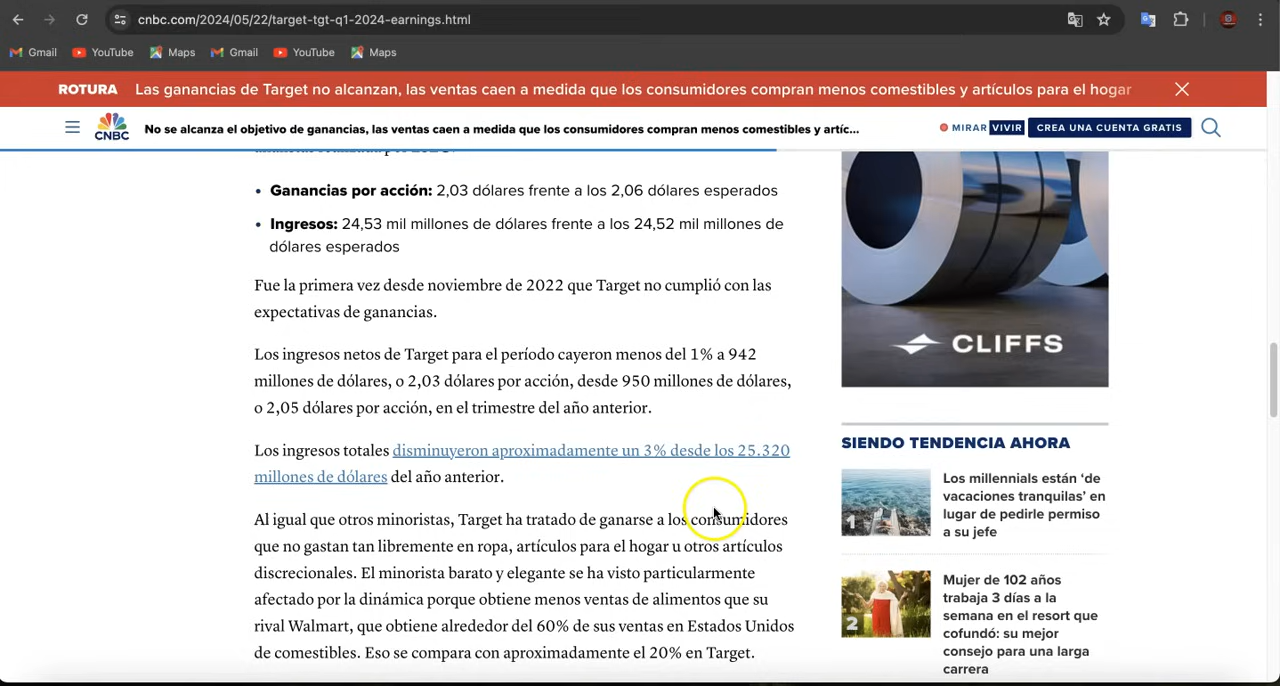 cnbc.com/2024/05/22/target-tgt-q1-2024-earnings.html
Gmail YouTube Maps Gmail YouTube Maps
ROTURA Las ganancias de Target no alcanzan, las ventas caen a medida que los consumidores compran menos comestibles y artículos para el hogar
CNBC
No se alcanza el objetivo de ganancias, las ventas caen a medida que los consumidores compran menos comestibles y artíc...
MIRAR VIVIR CREA UNA CUENTA GRATIS
• Ganancias por acción: 2,03 dólares frente a los 2,06 dólares esperados
• Ingresos: 24,53 mil millones de dólares frente a los 24,52 mil millones de
dólares esperados
Fue la primera vez desde noviembre de 2022 que Target no cumplió con las
expectativas de ganancias.
Los ingresos netos de Target para el período cayeron menos del 1% a 942
millones de dólares, o 2,03 dólares por acción, desde 950 millones de dólares,
o 2,05 dólares por acción, en el trimestre del año anterior.
Los ingresos totales disminuyeron aproximadamente un 3% desde los 25.320
millones de dólares del año anterior.
Al igual que otros minoristas, Target ha tratado de ganarse a los consumidores
que no gastan tan libremente en ropa, artículos para el hogar u otros artículos
discrecionales. El minorista barato y elegante se ha visto particularmente
afectado por la dinámica porque obtiene menos ventas de alimentos que su
rival Walmart, que obtiene alrededor del 60% de sus ventas en Estados Unidos
de comestibles. Eso se compara con aproximadamente el 20% en Target.
CLIFFS
SIENDO TENDENCIA AHORA
1
Los millennials están ‘de
vacaciones tranquilas’ en
lugar de pedirle permiso
a su jefe
2
Mujer de 102 años
trabaja 3 días a la
semana en el resort que
cofundó: su mejor
consejo para una larga
carrera